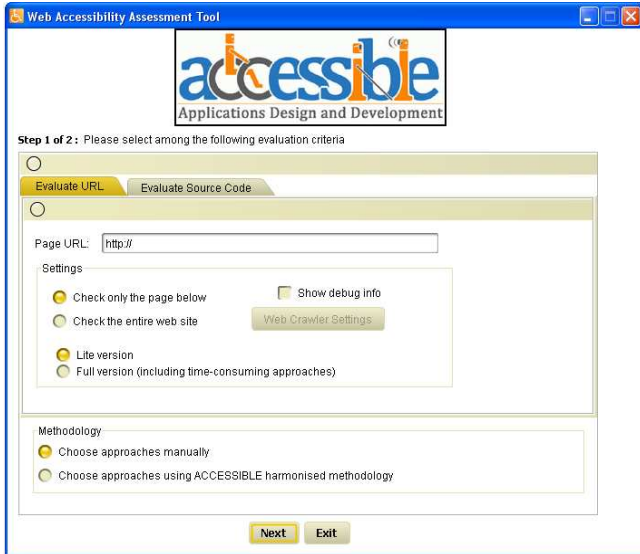 Web Accessibility Assessment Tool
accessible
Applications Design and Development
Step 1 of 2 : Please select among the following evaluation criteria
Evaluate URL Evaluate Source Code
Page URL: http://
Settings
Check only the page below Show debug info
Check the entire web site Web Crawler Settings
Lite version
Full version (including time-consuming approaches)
Methodology
Choose approaches manually
Choose approaches using ACCESSIBLE harmonised methodology
Next Exit